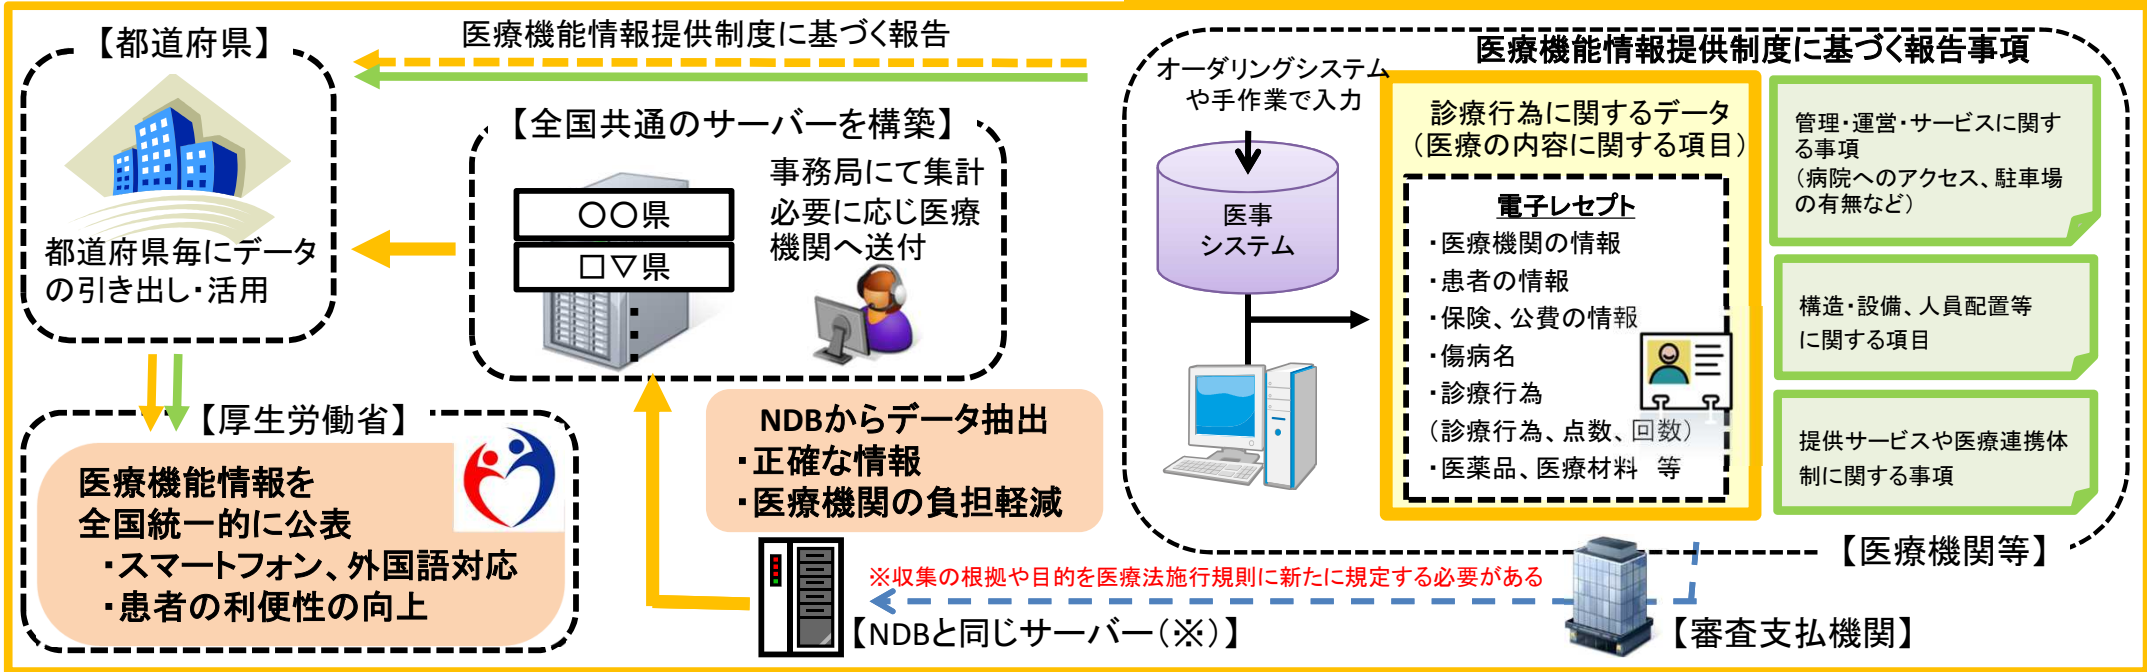 【都道府県】
都道府県毎にデータ
の引き出し・活用
医療機能情報提供制度に基づく報告
【全国共通のサーバーを構築】
〇〇県
□▽県
事務局にて集計
必要に応じ医療
機関へ送付
【厚生労働省】
医療機能情報を
全国統一的に公表
・スマートフォン、外国語対応
・患者の利便性の向上
NDBからデータ抽出
・正確な情報
・医療機関の負担軽減
医療機能情報提供制度に基づく報告事項
オーダリングシステム
や手作業で入力
医事
システム
診療行為に関するデータ
（医療の内容に関する項目）
電子レセプト
・医療機関の情報
・患者の情報
・保険、公費の情報
・傷病名
・診療行為
（診療行為、点数、回数）
・医薬品、医療材料 等
管理・運営・サービスに関す
る事項
（病院へのアクセス、駐車場
の有無など）
構造・設備、人員配置等
に関する項目
提供サービスや医療連携体
制に関する事項
【医療機関等】
※収集の根拠や目的を医療法施行規則に新たに規定する必要がある
【NDBと同じサーバー（※）】
【審査支払機関】